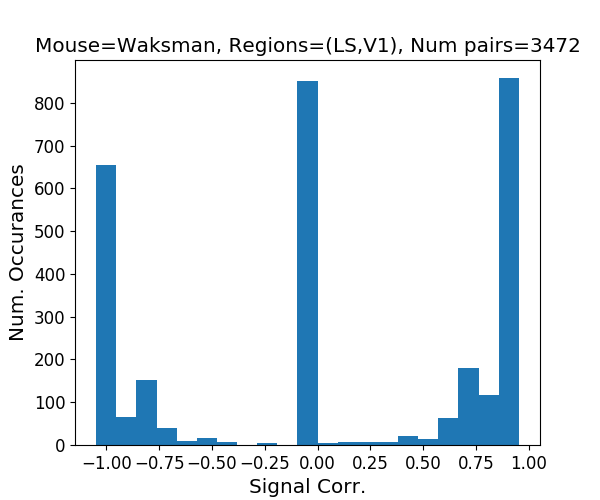 Mouse=Waksman, Regions=(LS,V1), Num pairs=3472
800
700
600
500
400
300
200
100
0
Num. Occurances
−1.00 −0.75 −0.50 −0.25 0.00 0.25 0.50 0.75 1.00
Signal Corr.